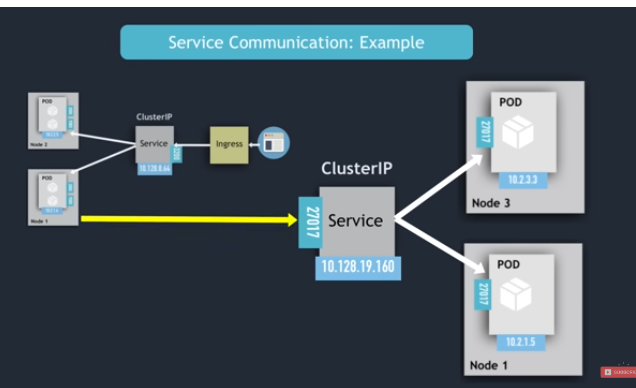 Service Communication: Example
POD
Node 2
ClusterIP
Service
3200
10.128.8.64
Ingress
POD
Node 1
ClusterIP
27017
Service
10.128.19.160
POD
27017
10.2.3.3
Node 3
POD
27017
10.2.1.5
Node 1